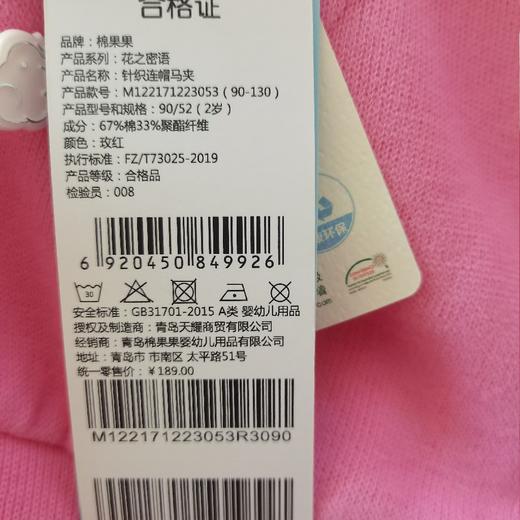 合格证
品牌：棉果果
产品系列：花之密语
产品名称：针织连帽马夹
产品款号：M122171223053（90-130）
产品型号和规格：90/52（2岁）
成分：67%棉33%聚酯纤维
颜色：玫红
执行标准：FZ/T73025-2019
产品等级：合格品
检验员：008
6 920450 849926
30
安全标准：GB31701-2015 A类 婴幼儿用品
授权及制造商：青岛天耀商贸有限公司
经销商：青岛棉果果婴幼儿用品有限公司
地址：青岛市 市南区 太平路51号
统一零售价：￥189.00
M122171223053R3090